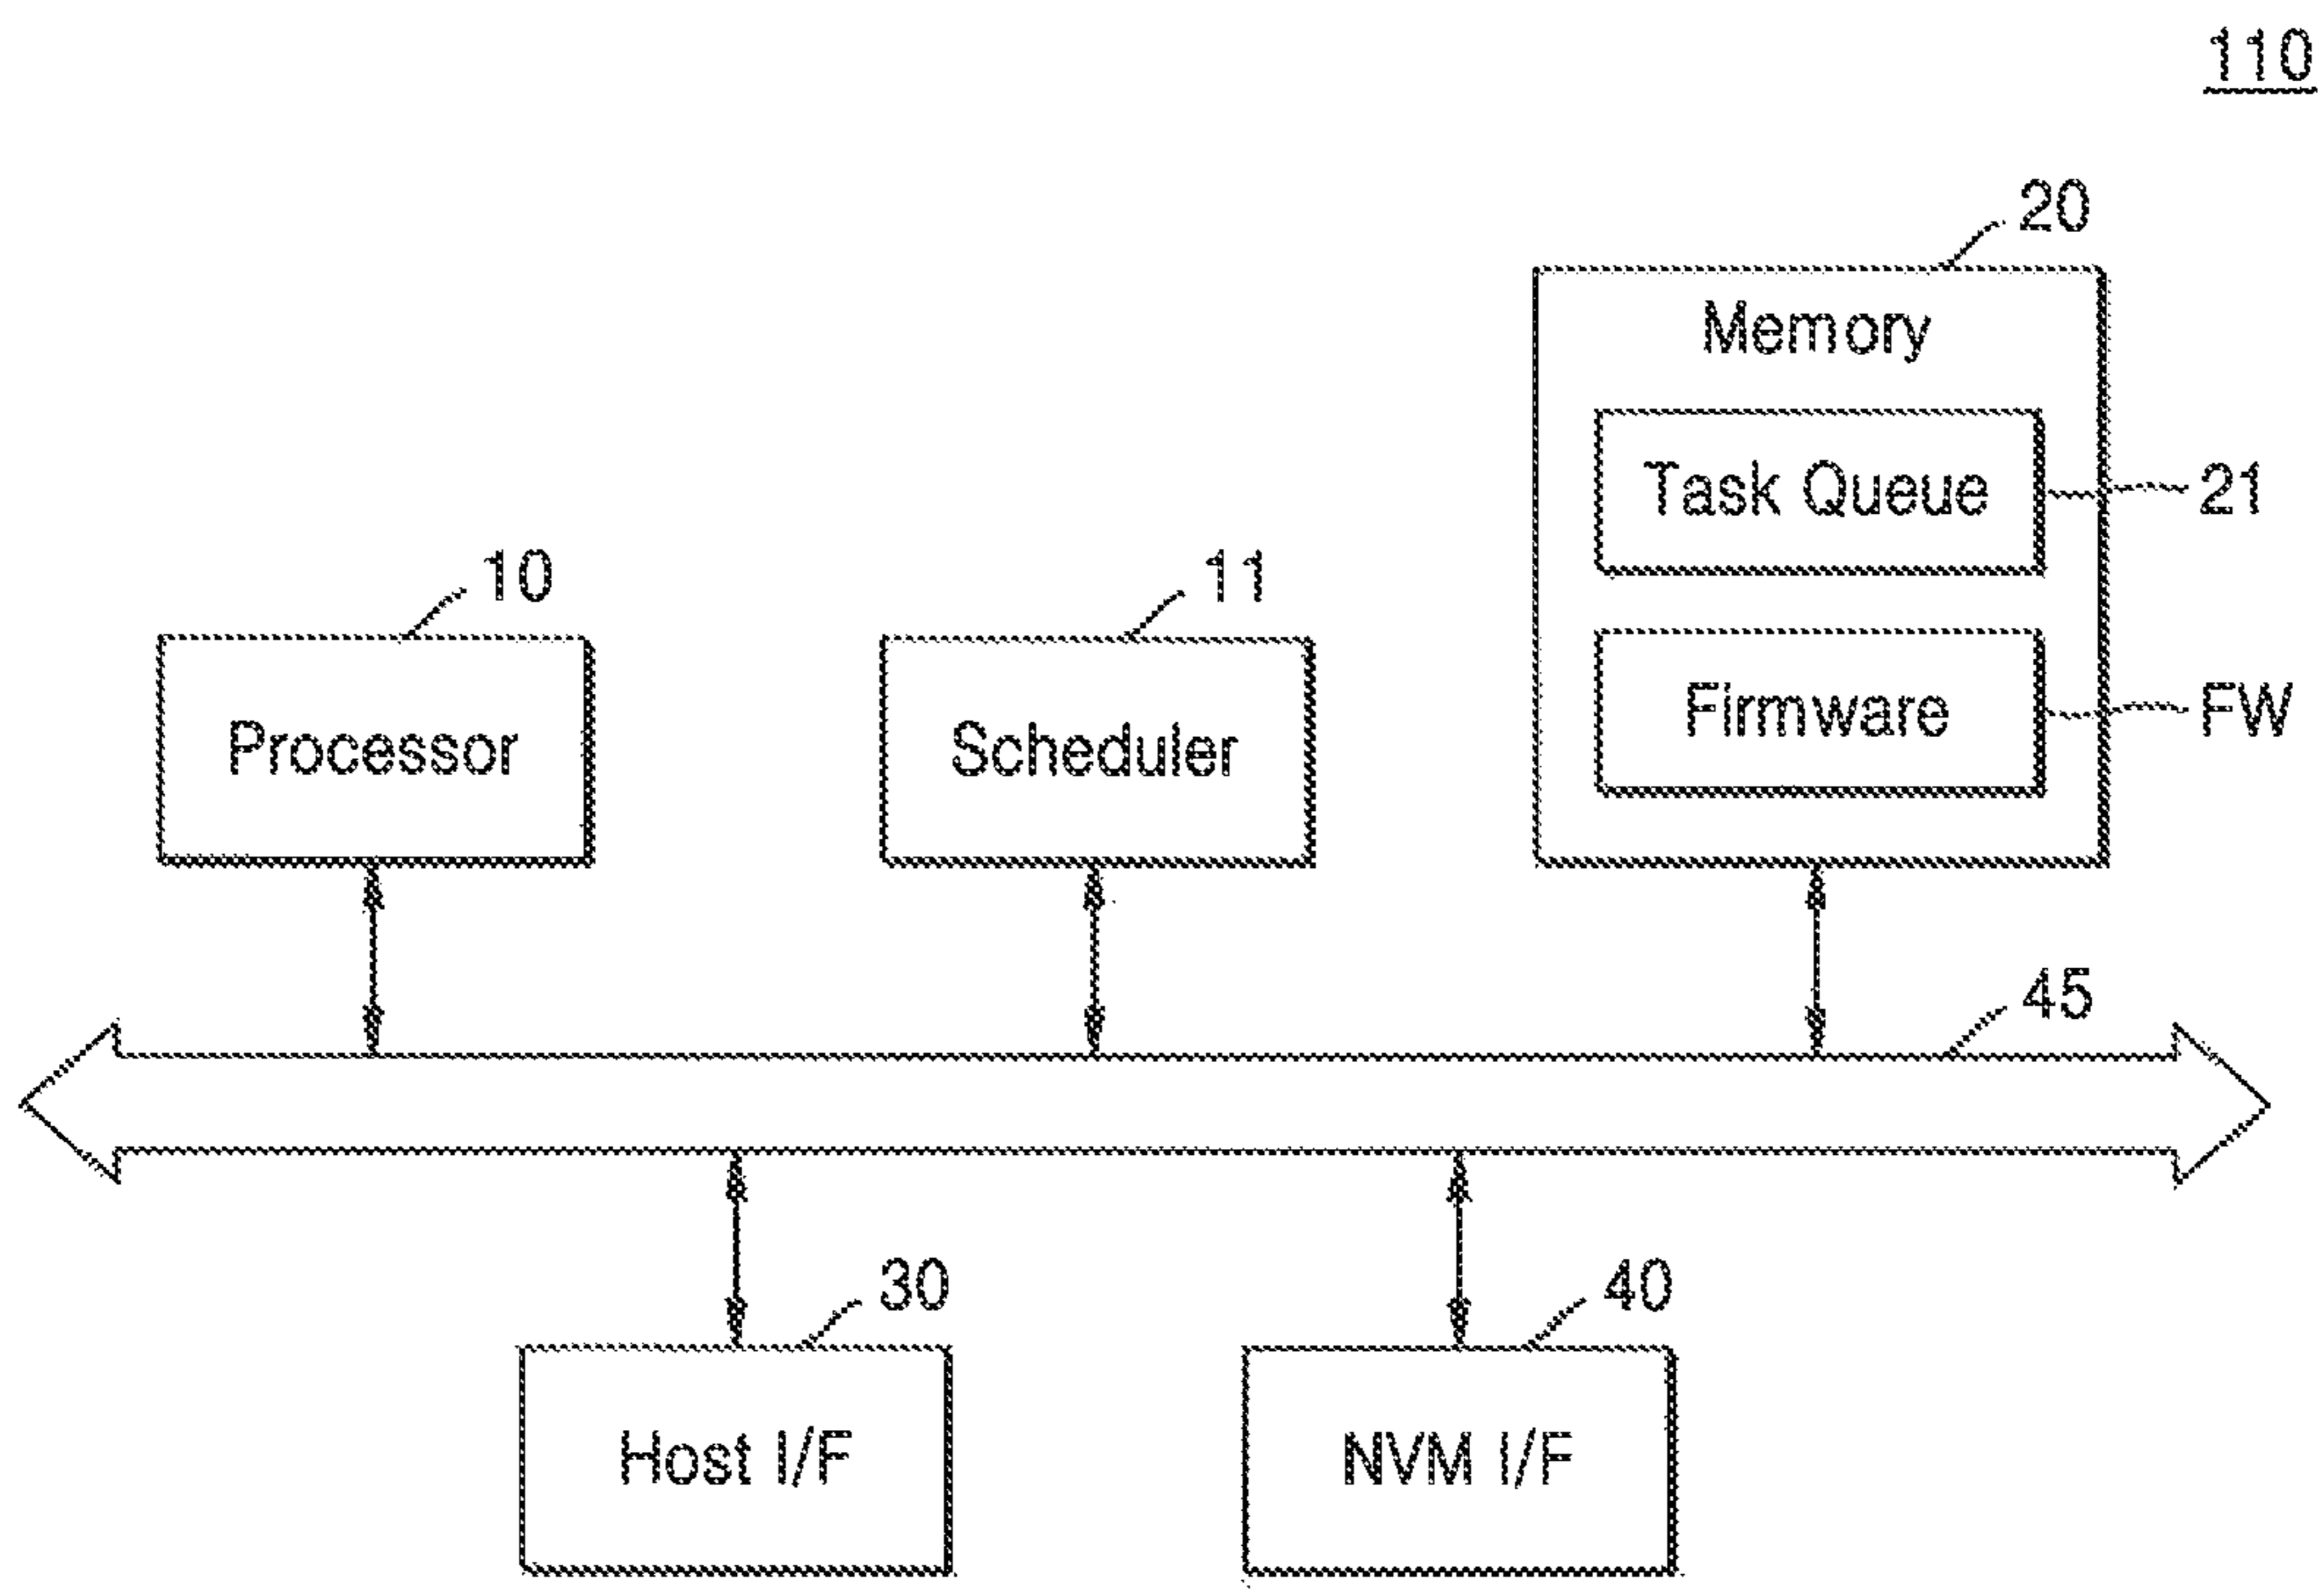 110
20
Memory
Task Queue
21
10
11
Firmware
FW
Processor
Scheduler
45
30
40
Host I/F
NVM I/F